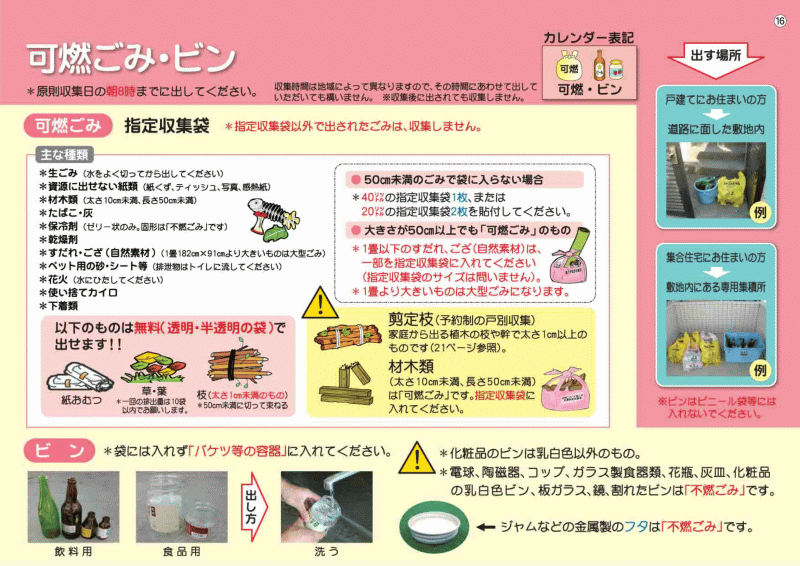 ⑯
可燃ごみ・ビン
＊原則収集日の朝8時までに出してください。
収集時間は地域によって異なりますので、その時間にあわせて出して
いただいても構いません。 ※収集後に出されても収集しません。
カレンダー表記
可燃
可燃・ビン
可燃ごみ 指定収集袋 ＊指定収集袋以外で出されたごみは、収集しません。
主な種類
＊生ごみ（水をよく切ってから出してください）
＊資源に出せない紙類（紙くず、ティッシュ、写真、感熱紙）
＊材木類（太さ10cm未満、長さ50cm未満）
＊たばこ・灰
＊保冷剤（ゼリー状のみ。固形は「不燃ごみ」です）
＊乾燥剤
＊すだれ・ござ（自然素材）（1畳182cm×91cmより大きいものは大型ごみ）
＊ペット用の砂・シート等（排泄物はトイレに流してください）
＊花火（水にひたしてください）
＊使い捨てカイロ
＊下着類
● 50cm未満のごみで袋に入らない場合
＊40㍑の指定収集袋1枚、または
20㍑の指定収集袋2枚を貼付してください。
● 大きさが50cm以上でも「可燃ごみ」のもの
＊1畳以下のすだれ、ござ（自然素材）は、
一部を指定収集袋に入れてください
（指定収集袋のサイズは問いません）。
＊1畳より大きいものは大型ごみになります。
以下のものは無料（透明・半透明の袋）で
出せます！！
紙おむつ
草・葉
＊一回の排出量は10袋
以内でお願いします。
枝（太さ1cm未満のもの）
＊50cm未満に切って束ねる
剪定枝（予約制の戸別収集）
家庭から出る植木の枝や幹で太さ1cm以上の
ものです（21ページ参照）。
材木類
（太さ10cm未満、長さ50cm未満）
は「可燃ごみ」です。指定収集袋に
入れてください。
出す場所
戸建てにお住まいの方
道路に面した敷地内
例
集合住宅にお住まいの方
敷地内にある専用集積所
例
※ビンはビニール袋等には
入れないでください。
ビン ＊袋には入れず「バケツ等の容器」に入れてください。
飲料用
食品用
出し方
洗う
＊化粧品のビンは乳白色以外のもの。
＊電球、陶磁器、コップ、ガラス製食器類、花瓶、灰皿、化粧品
の乳白色ビン、板ガラス、鏡、割れたビンは「不燃ごみ」です。
← ジャムなどの金属製のフタは「不燃ごみ」です。